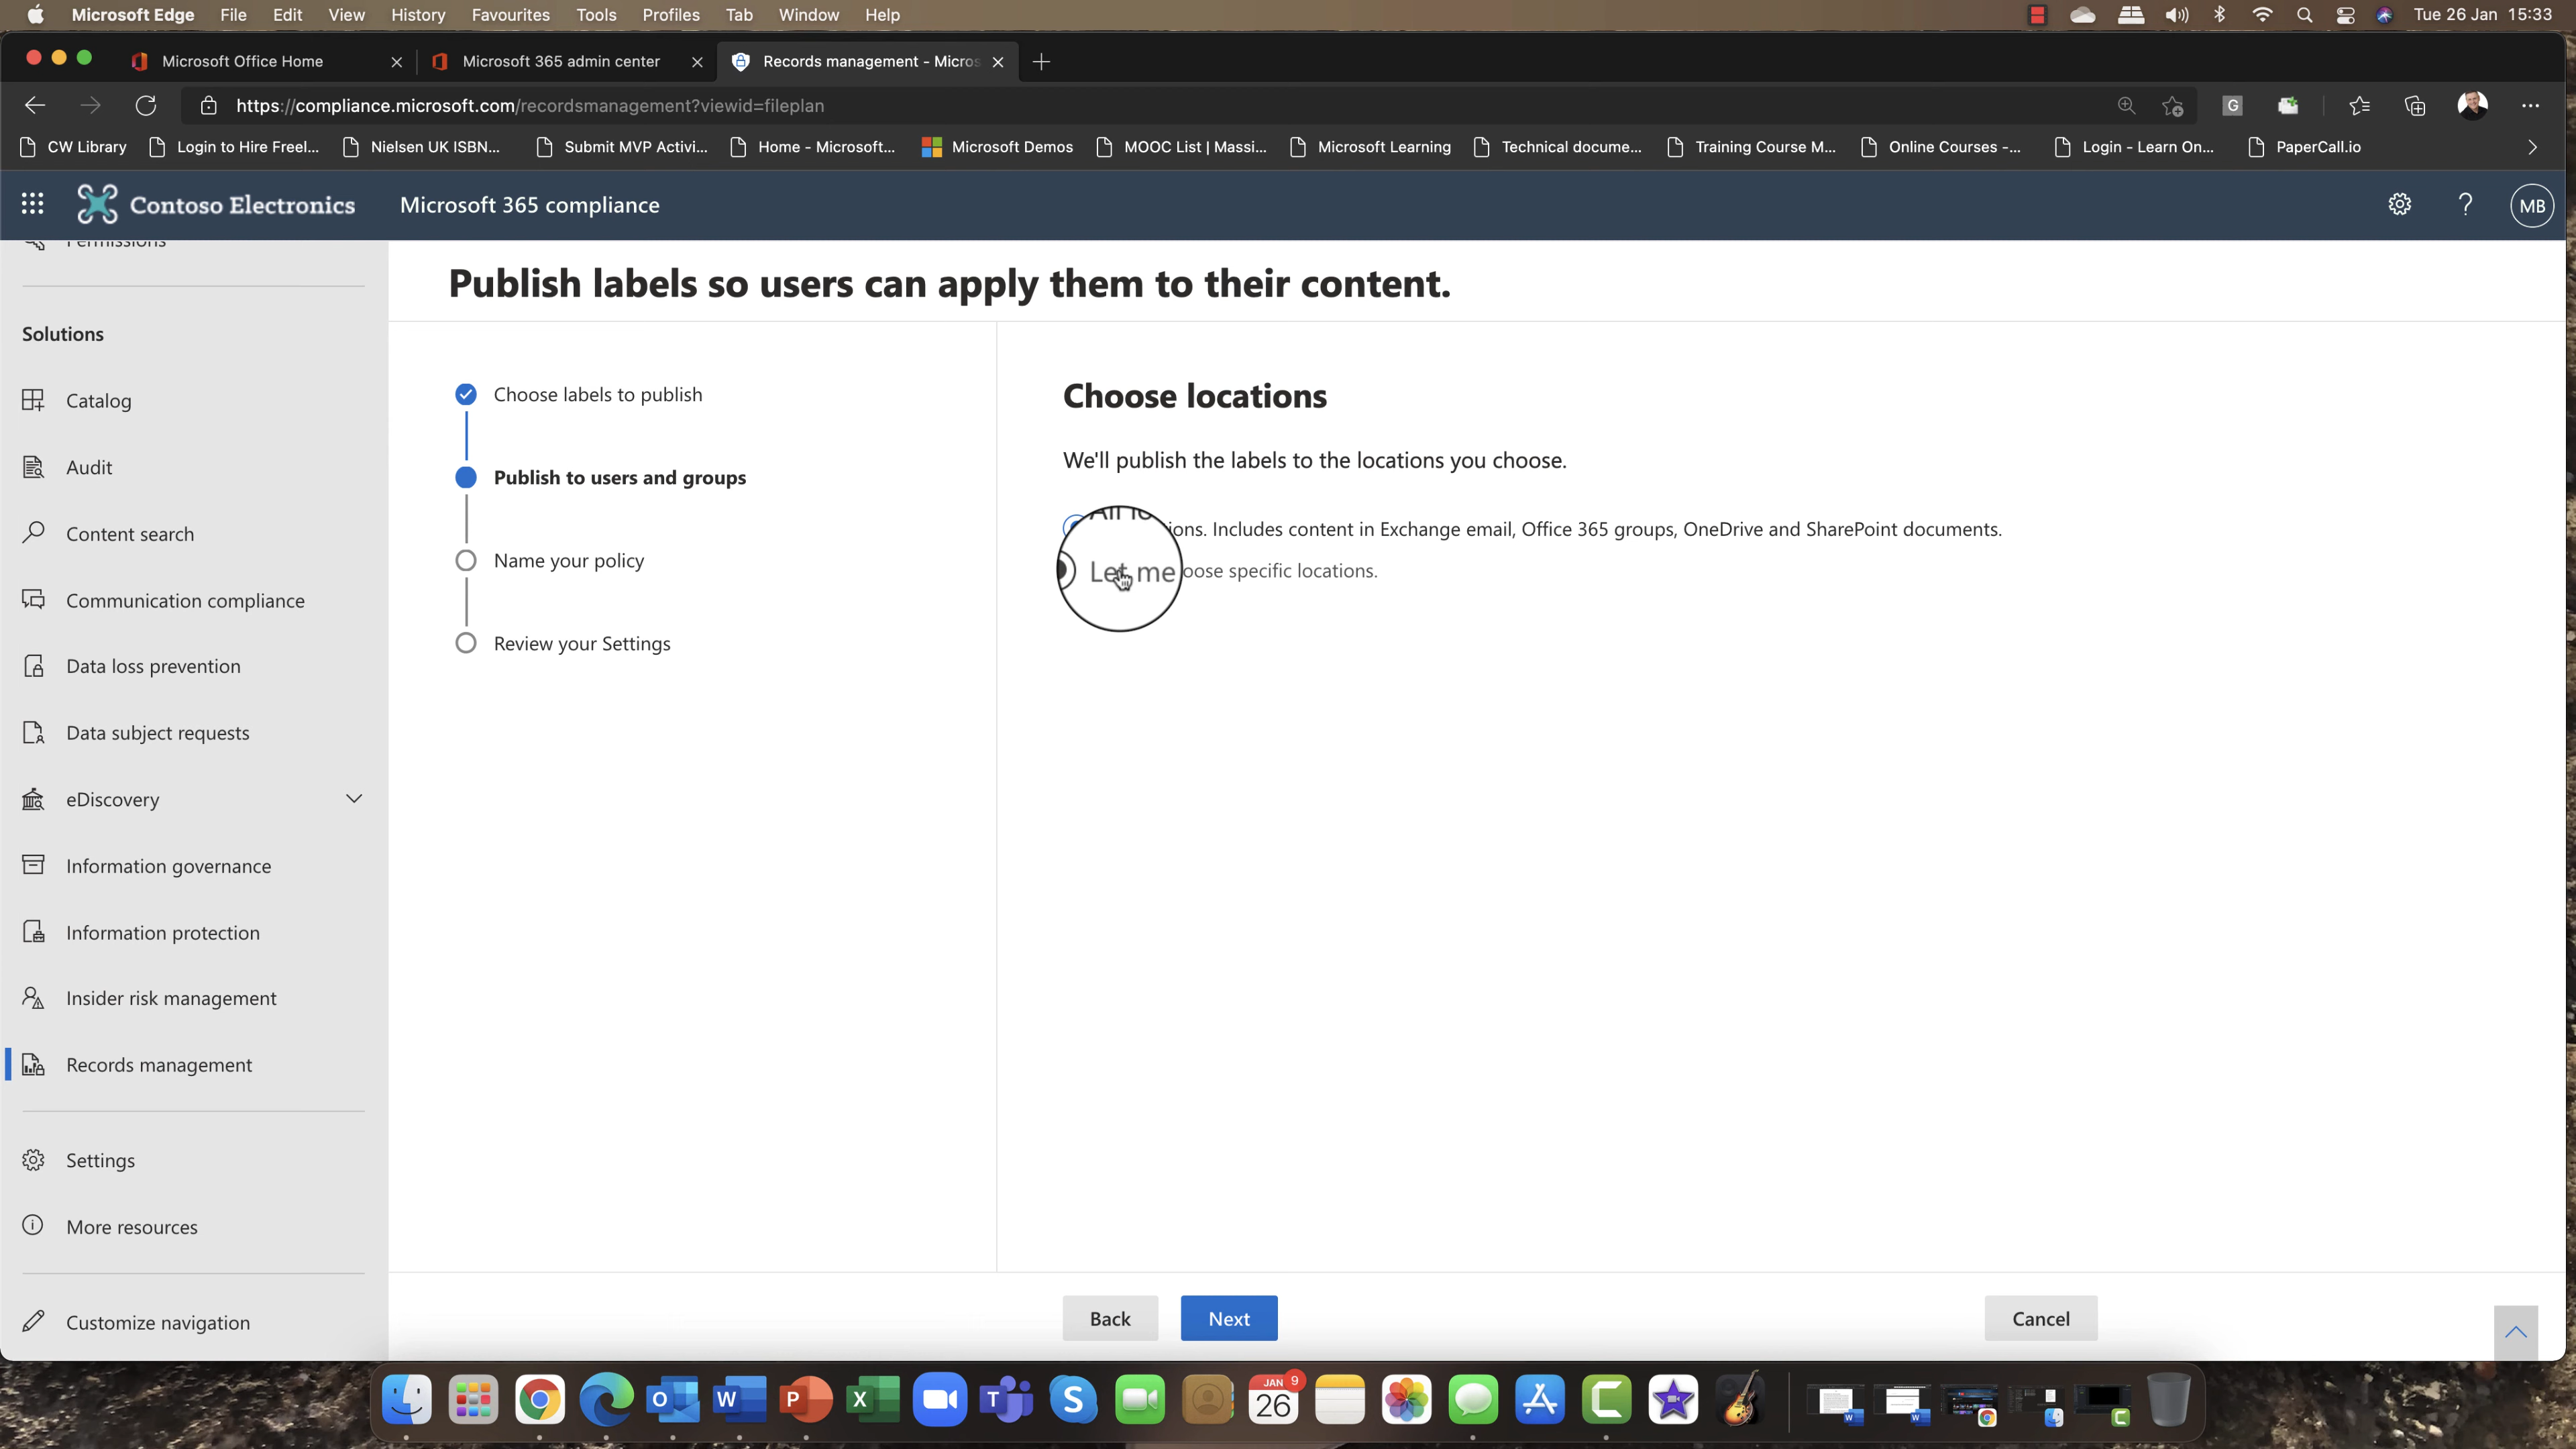 Microsoft Edge File Edit View History Favourites Tools Profiles Tab Window Help Tue 26 Jan 15:33
Microsoft Office Home Microsoft 365 admin center Records management - Micros
https://compliance.microsoft.com/recordsmanagement?viewid=fileplan G
CW Library Login to Hire Freel... Nielsen UK ISBN... Submit MVP Activi... Home - Microsoft... Microsoft Demos MOOC List | Massi... Microsoft Learning Technical docume... Training Course M... Online Courses -... Login - Learn On... PaperCall.io
Contoso Electronics Microsoft 365 compliance ? MB
Permissions
Publish labels so users can apply them to their content.
Solutions
Catalog
Audit
Content search
Communication compliance
Data loss prevention
Data subject requests
eDiscovery
Information governance
Information protection
Insider risk management
Records management
Settings
More resources
Customize navigation
Choose labels to publish
Publish to users and groups
Name your policy
Review your Settings
Choose locations
We'll publish the labels to the locations you choose.
All lo ions. Includes content in Exchange email, Office 365 groups, OneDrive and SharePoint documents.
Let me oose specific locations.
Back Next Cancel
O W P X T S JAN 9 26 C